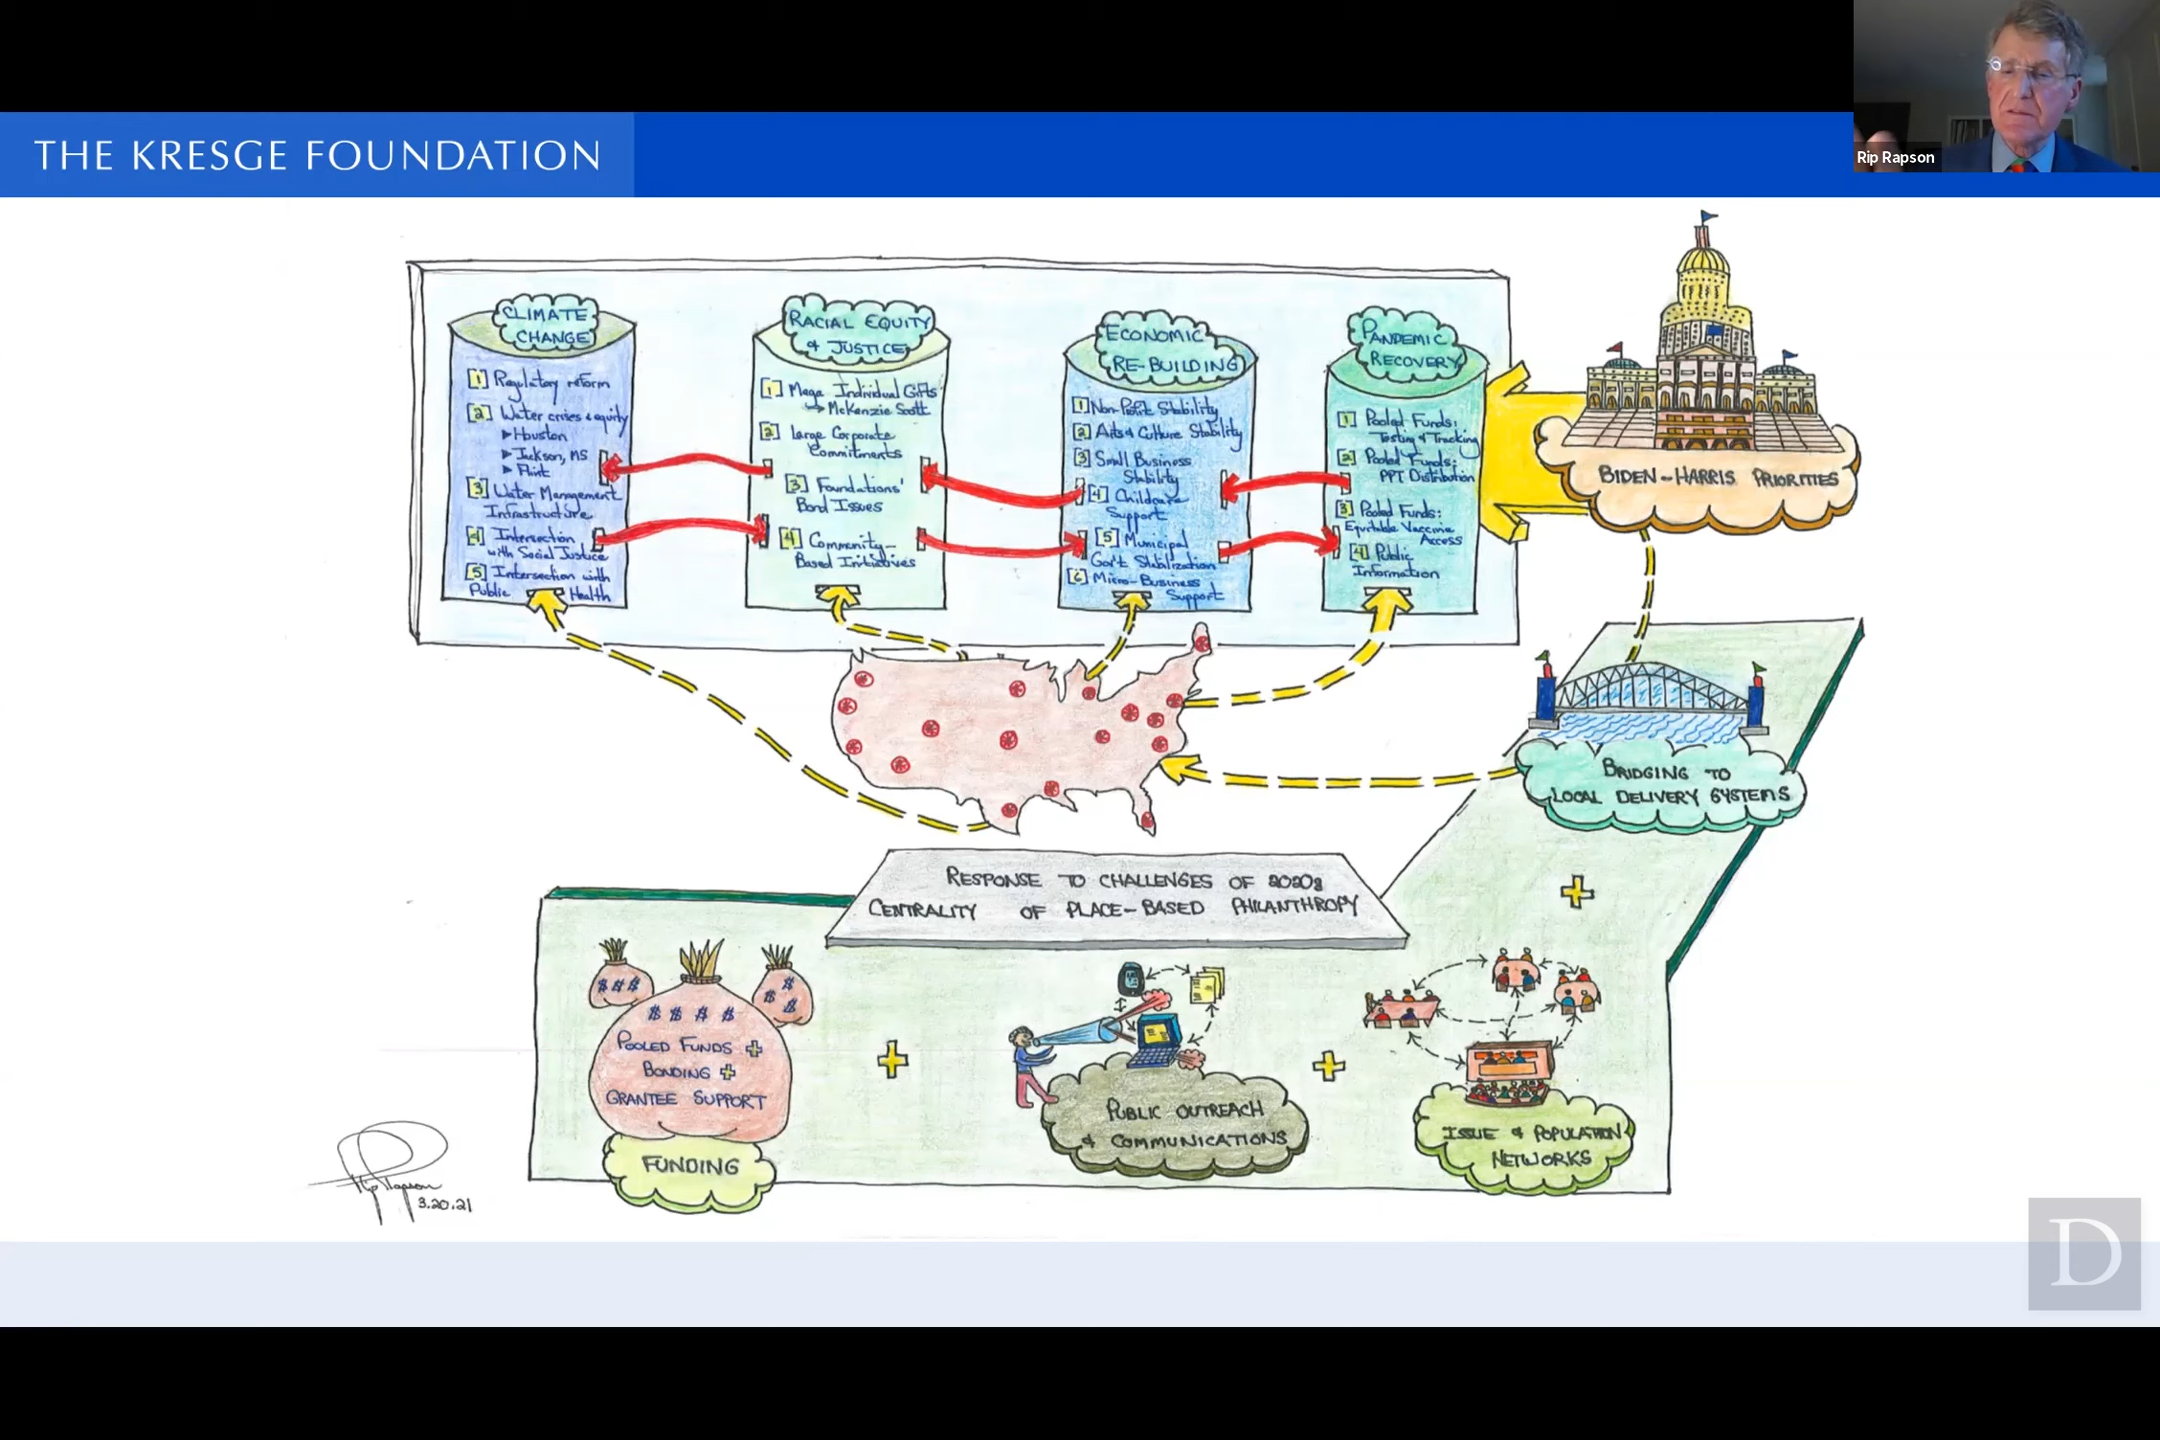 Rip Rapson
THE KRESGE FOUNDATION
CLIMATE
CHANGE
[1] Regulatory reform
[2] Water crises & equity
▸ Houston
▸ Jackson, MS
▸ Flint
[3] Water Management
Infrastructure
[4] Intersection
with Social Justice
[5] Intersection with
Public Health
RACIAL EQUITY
& JUSTICE
[1] Mega Individual Gifts
→ McKenzie Scott
[2] Large Corporate
Commitments
[3] Foundations'
Bond Issues
[4] Community-
Based Initiatives
ECONOMIC
RE-BUILDING
[1] Non-Profit Stability
[2] Arts & Culture Stability
[3] Small Business
Stability
[4] Childcare
Support
[5] Municipal
Gov't Stabilization
[6] Micro-Business
Support
PANDEMIC
RECOVERY
[1] Pooled Funds:
Testing & Tracking
[2] Pooled Funds:
PPT Distribution
[3] Pooled Funds:
Equitable Vaccine
Access
[4] Public
Information
BIDEN-HARRIS PRIORITIES
BRIDGING TO
LOCAL DELIVERY SYSTEMS
RESPONSE TO CHALLENGES OF 2020s
CENTRALITY OF PLACE-BASED PHILANTHROPY
$$$
$$$$
$$$
POOLED FUNDS +
BONDING +
GRANTEE SUPPORT
FUNDING
+
PUBLIC OUTREACH
& COMMUNICATIONS
+
ISSUE & POPULATION
NETWORKS
+
Rip Rapson
3.20.21
D